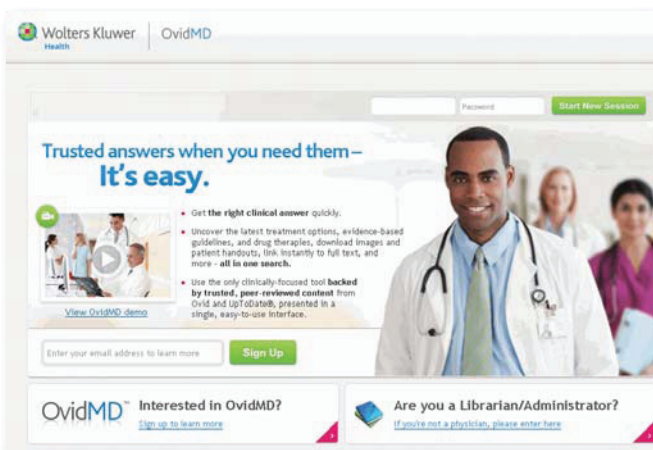 Wolters Kluwer
Health
OvidMD
Password
Start New Session
Trusted answers when you need them –
It's easy.
• Get the right clinical answer quickly.
• Uncover the latest treatment options, evidence-based
guidelines, and drug therapies, download images and
patient handouts, link instantly to full text, and
more - all in one search.
• Use the only clinically-focused tool backed
by trusted, peer-reviewed content from
Ovid and UpToDate®, presented in a
single, easy-to-use interface.
View OvidMD demo
Enter your email address to learn more
Sign Up
OvidMD™
Interested in OvidMD?
Sign up to learn more
Are you a Librarian/Administrator?
If you're not a physician, please enter here